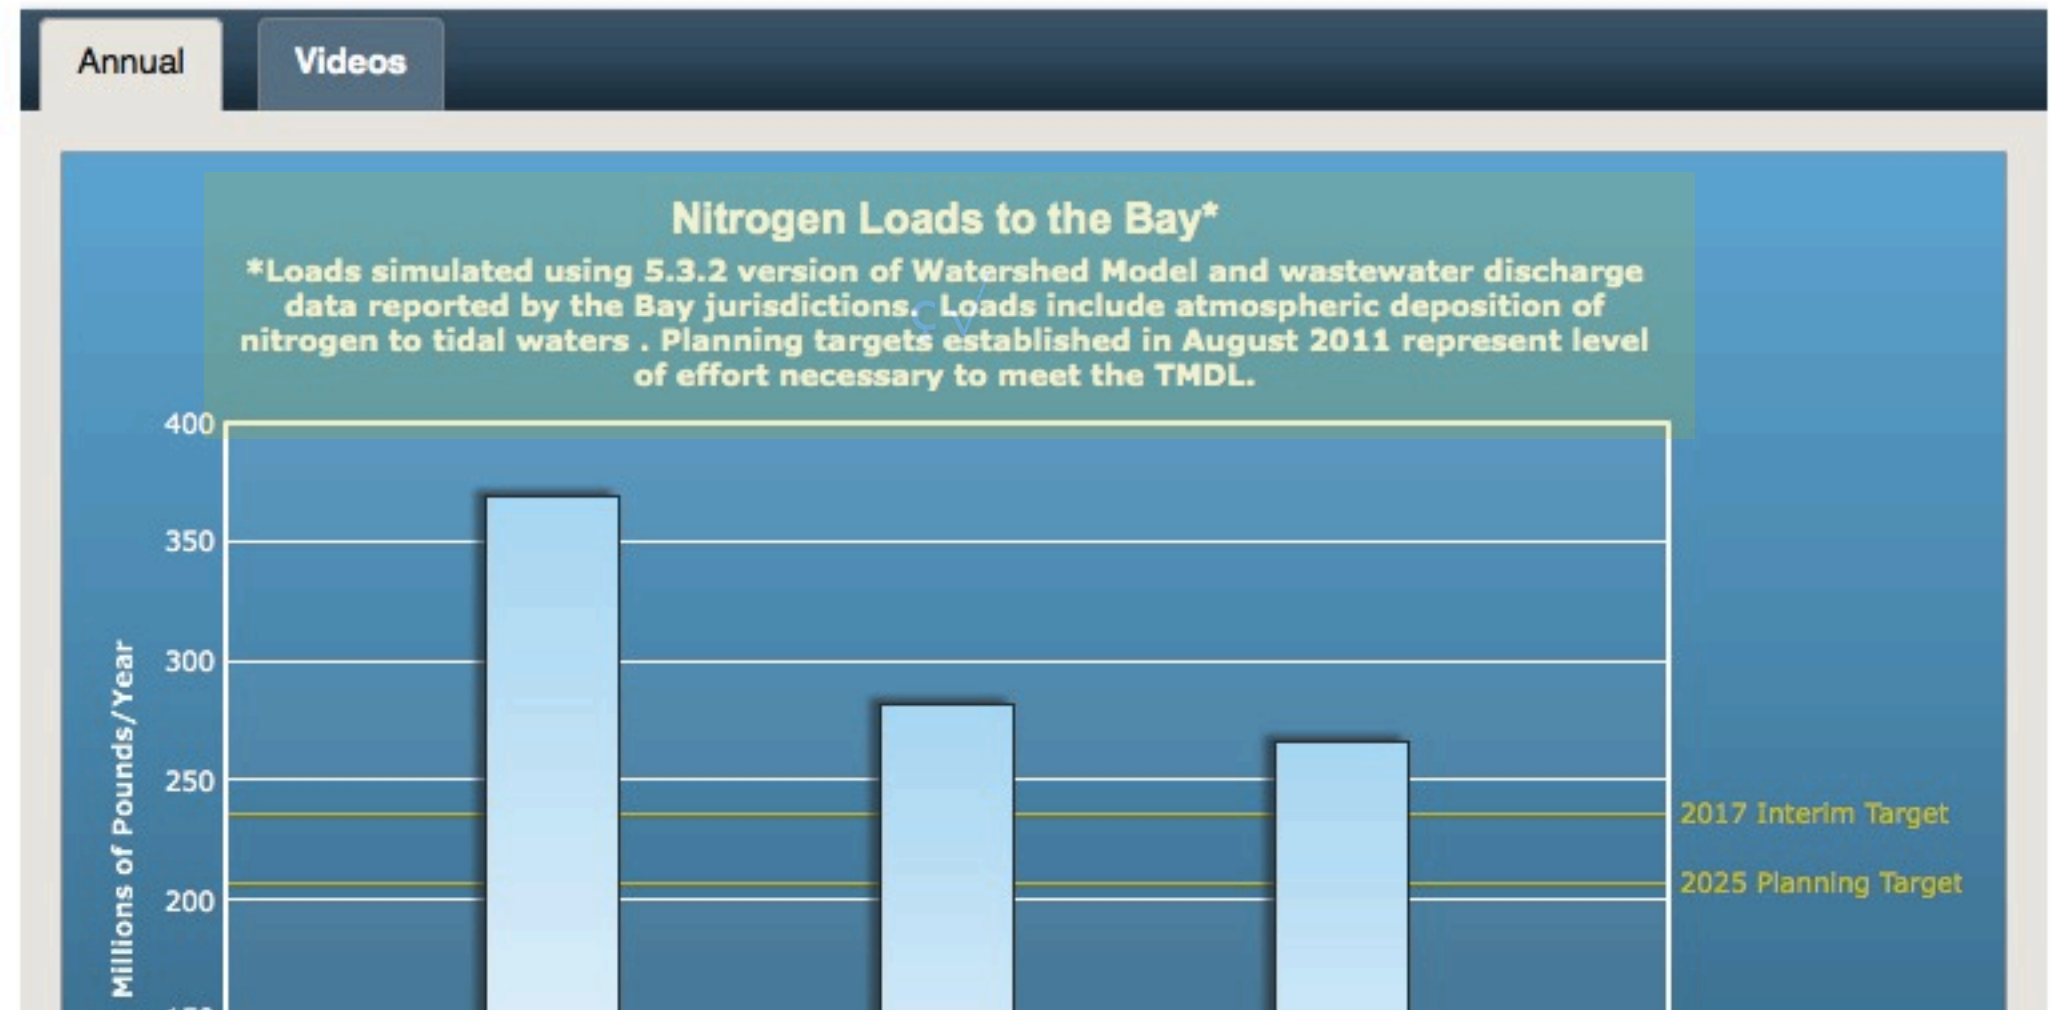 Annual
Videos
Nitrogen Loads to the Bay*
*Loads simulated using 5.3.2 version of Watershed Model and wastewater discharge
data reported by the Bay jurisdictions. Loads include atmospheric deposition of
nitrogen to tidal waters . Planning targets established in August 2011 represent level
of effort necessary to meet the TMDL.
400
350
300
250
200
Millions of Pounds/Year
2017 Interim Target
2025 Planning Target